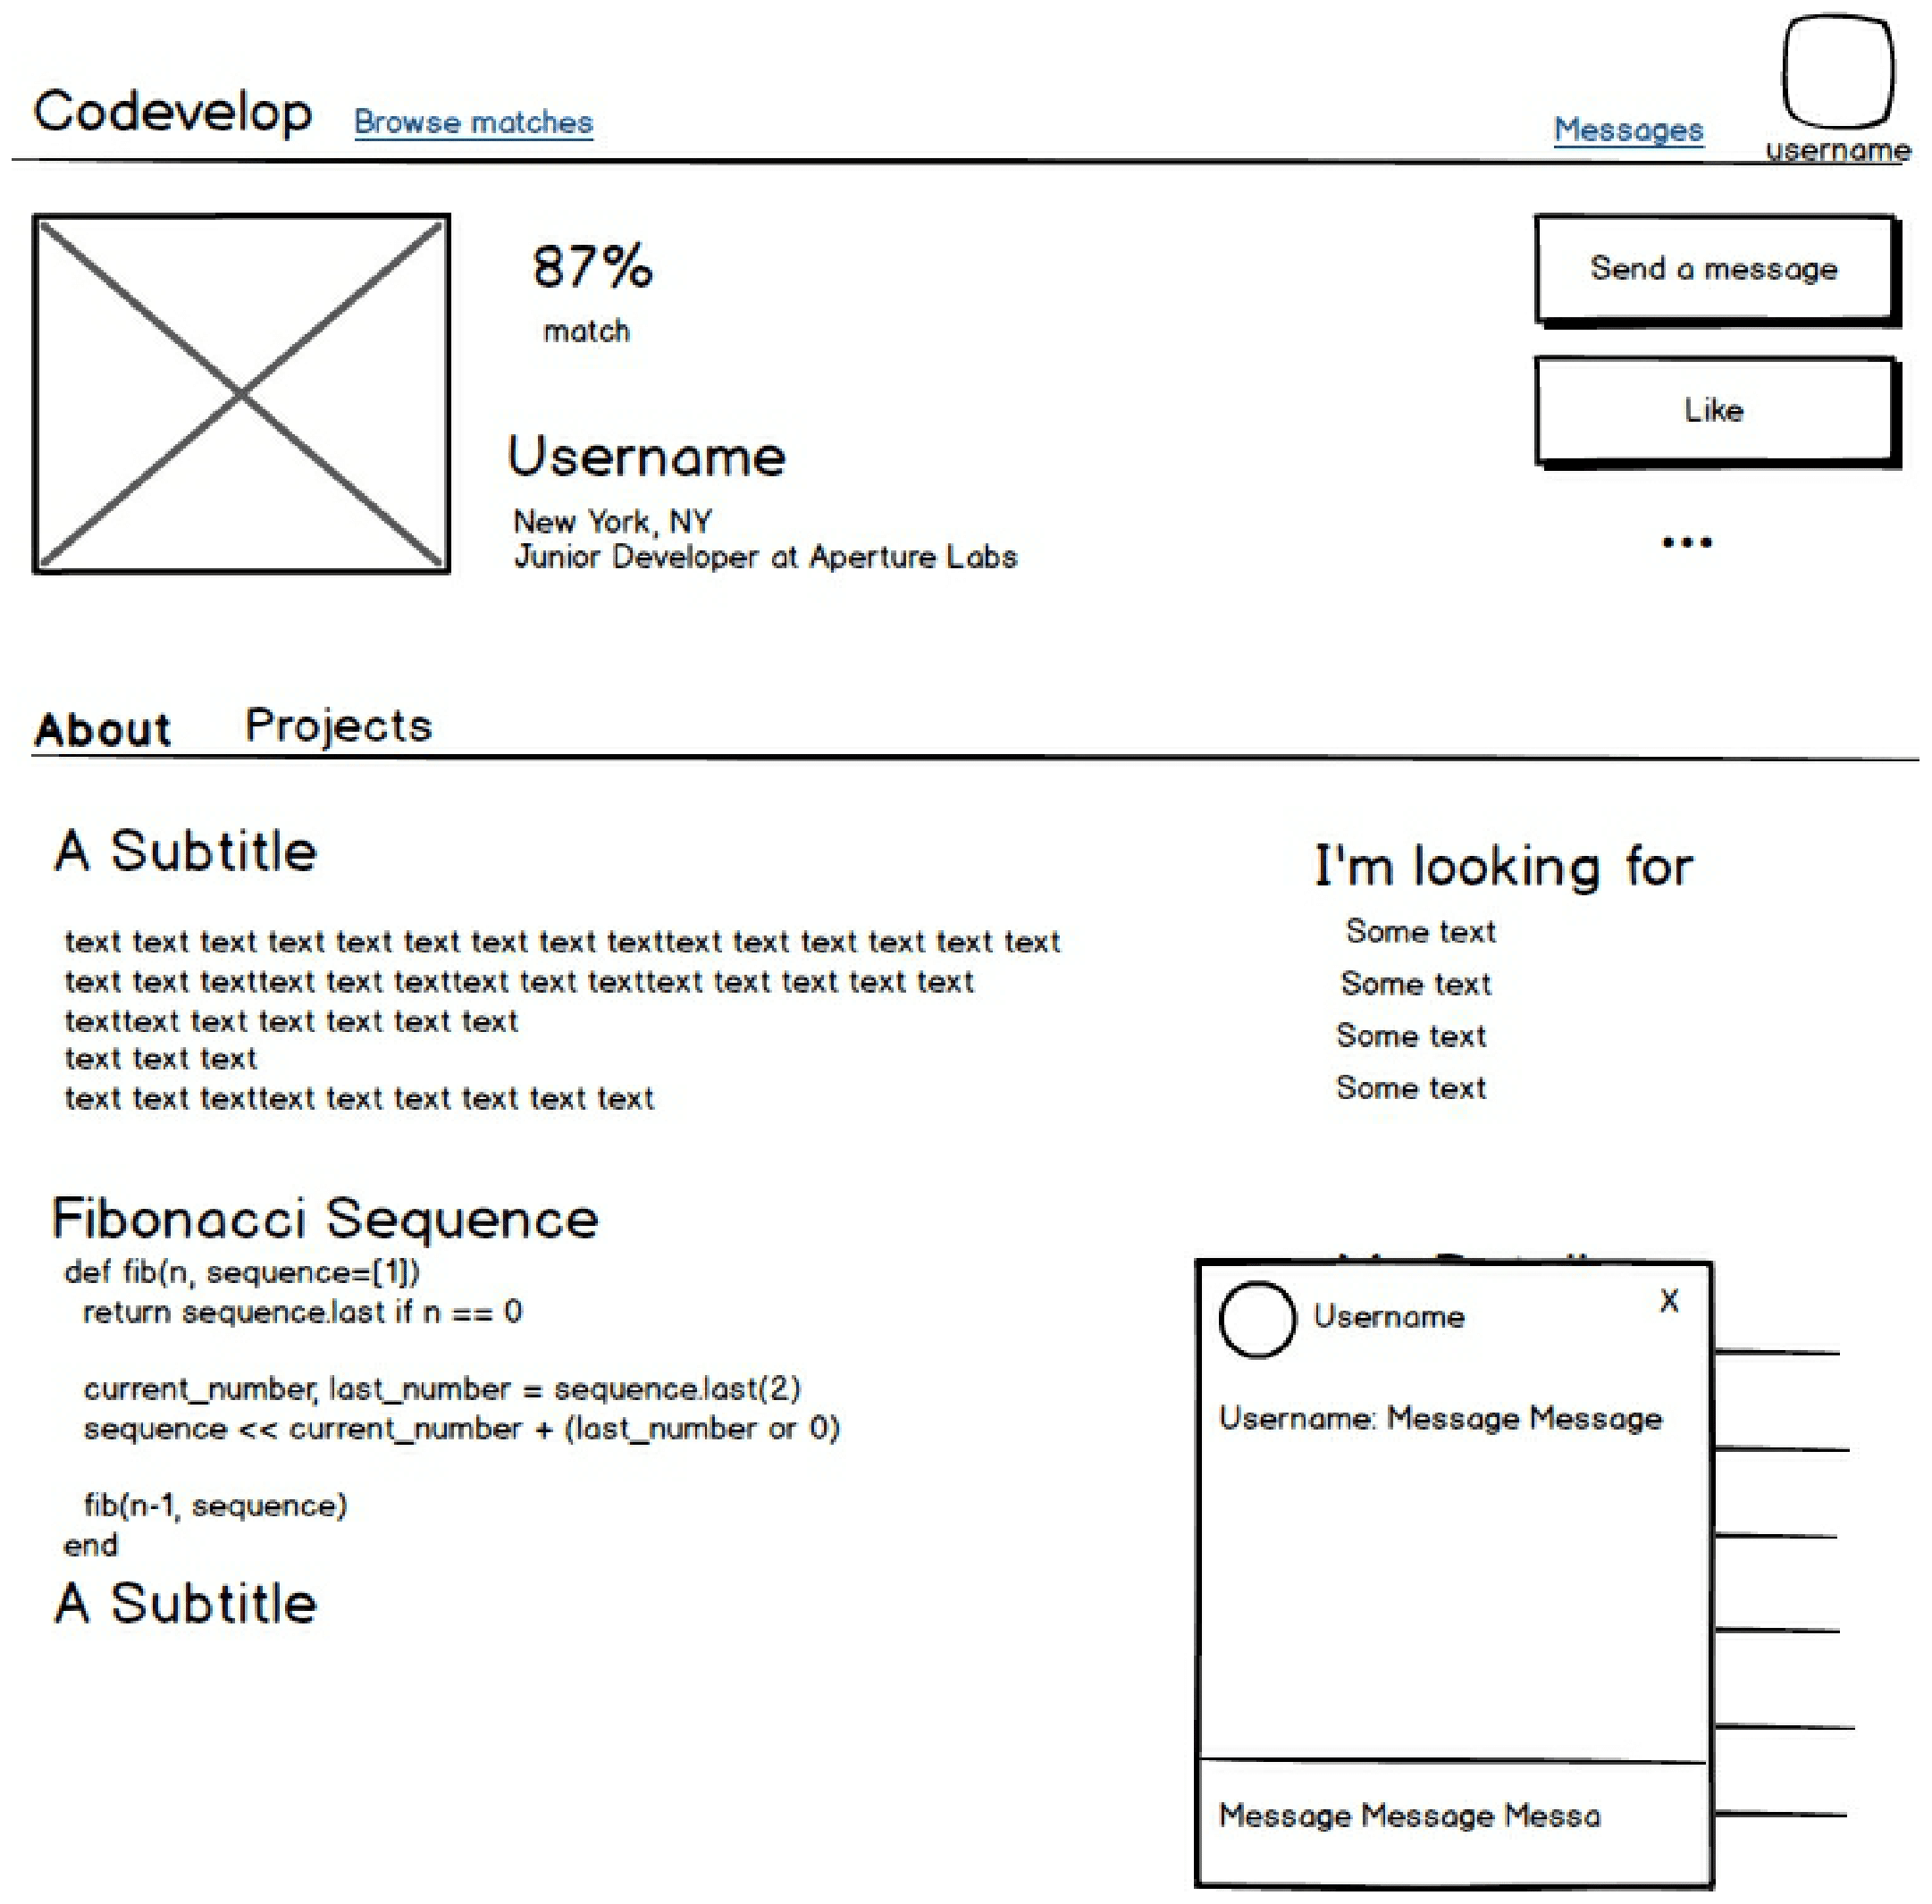 Codevelop Browse matches Messages
username
87%
match
Send a message
Like
Username
New York, NY
Junior Developer at Aperture Labs
...
About Projects
A Subtitle
text text text text text text text text texttext text text text text text
text text texttext text texttext text texttext text text text text
texttext text text text text text
text text text
text text texttext text text text text text
Fibonacci Sequence
def fib(n, sequence=[1])
return sequence.last if n == 0
current_number, last_number = sequence.last(2)
sequence << current_number + (last_number or 0)
fib(n-1, sequence)
end
A Subtitle
I'm looking for
Some text
Some text
Some text
Some text
Username X
Username: Message Message
Message Message Messa